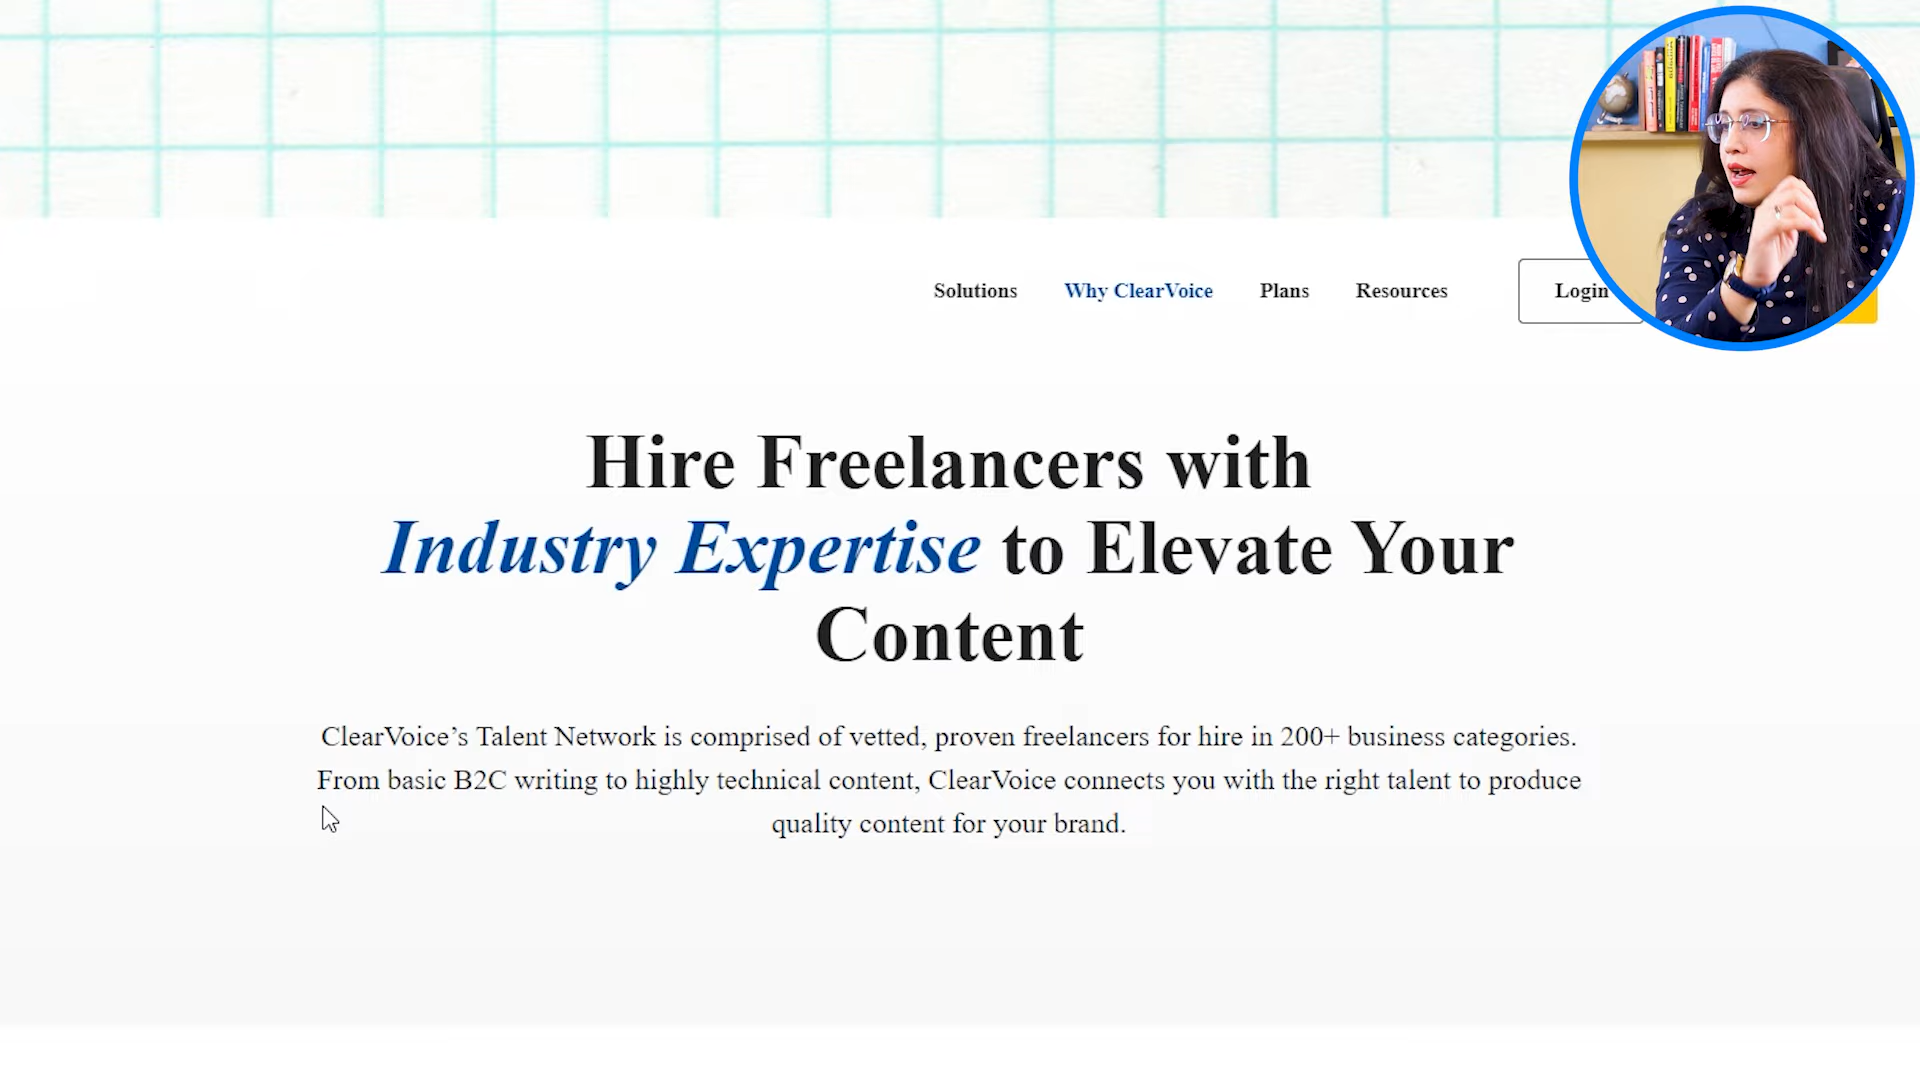 Solutions
Why ClearVoice
Plans
Resources
Login
Hire Freelancers with
Industry Expertise to Elevate Your
Content
ClearVoice’s Talent Network is comprised of vetted, proven freelancers for hire in 200+ business categories.
From basic B2C writing to highly technical content, ClearVoice connects you with the right talent to produce
quality content for your brand.